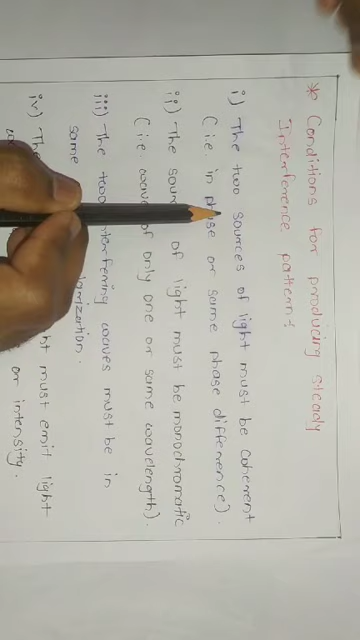 * Conditions for producing steady
Interference pattern:
i) The two sources of light must be coherent
(i.e. in phase or same phase difference).
ii) The of light must be monochromatic
(i.e. of only one or same wavelength).
iii) The two interfering waves must be in
same
iv) The must emit light
or intensity.